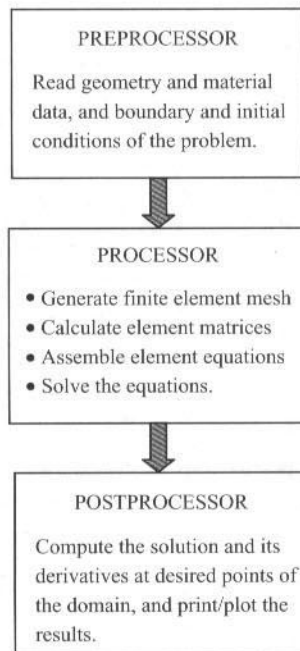 PREPROCESSOR
Read geometry and material
data, and boundary and initial
conditions of the problem.
PROCESSOR
• Generate finite element mesh
• Calculate element matrices
• Assemble element equations
• Solve the equations.
POSTPROCESSOR
Compute the solution and its
derivatives at desired points of
the domain, and print/plot the
results.